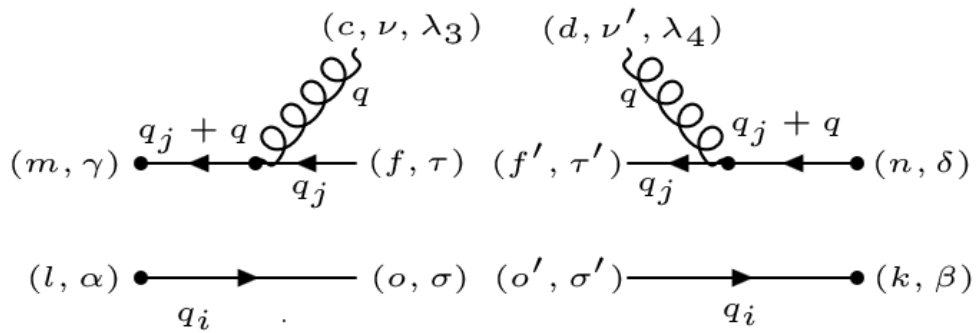 (c, ν, λ₃) (d, ν′, λ₄)
q q
q_j + q q_j + q
(m, γ) (f, τ) (f′, τ′) (n, δ)
q_j q_j
(l, α) (o, σ) (o′, σ′) (k, β)
q_i q_i